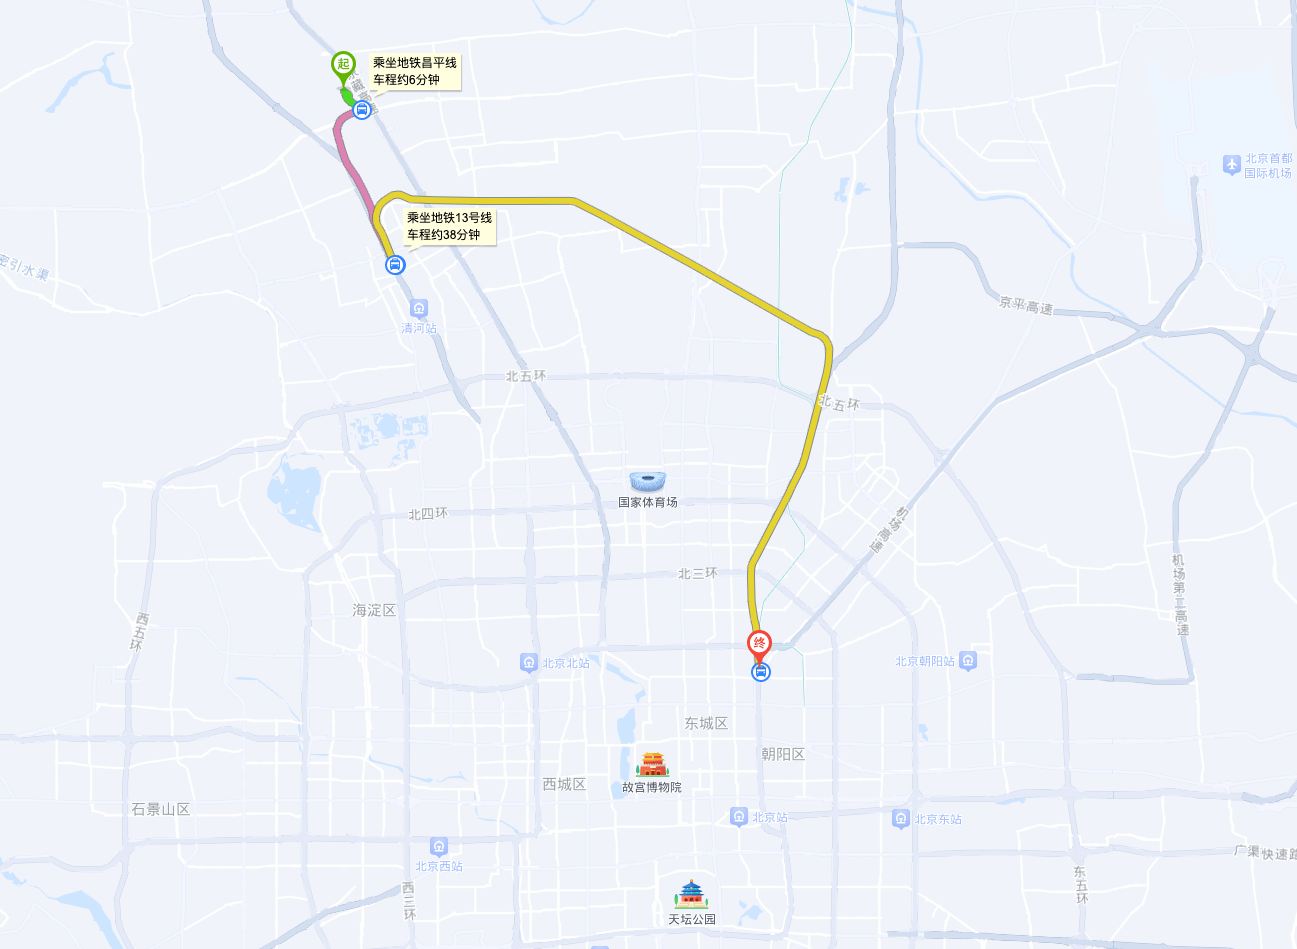 起
乘坐地铁昌平线
车程约6分钟
北京首都
国际机场
乘坐地铁13号线
车程约38分钟
密引水渠
京平高速
清河站
北五环
北五环
国家体育场
北四环
机场高速
北三环
机场第二高速
海淀区
西五环
终
北京北站
北京朝阳站
东城区
朝阳区
西城区
故宫博物院
石景山区
北京站
北京东站
广渠快速路
北京西站
东五环
西三环
天坛公园